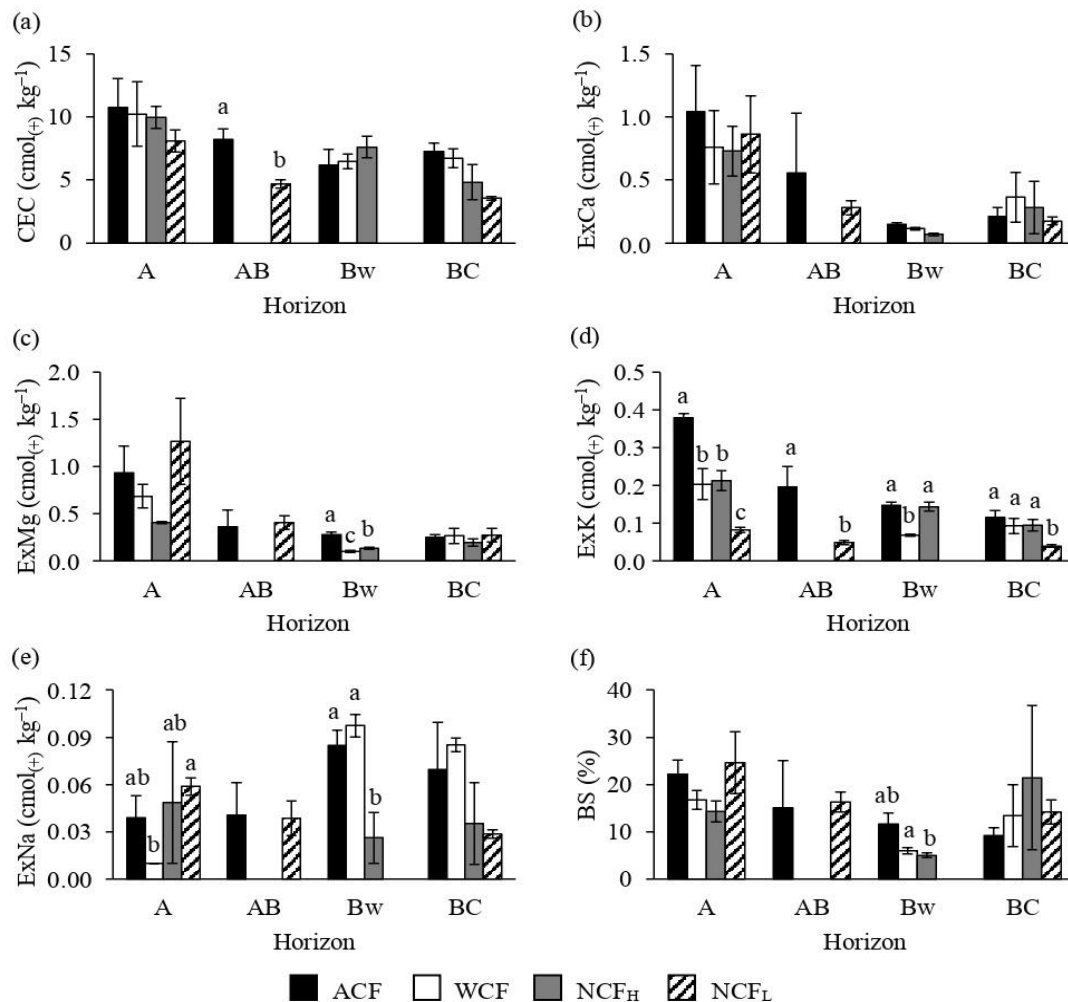 (a)
CEC (cmol(+) kg−1)
15
10
5
0
a
b
A AB Bw BC
Horizon
(b)
ExCa (cmol(+) kg−1)
1.5
1.0
0.5
0.0
A AB Bw BC
Horizon
(c)
ExMg (cmol(+) kg−1)
2.0
1.5
1.0
0.5
0.0
a
c
b
A AB Bw BC
Horizon
(d)
ExK (cmol(+) kg−1)
0.5
0.4
0.3
0.2
0.1
0.0
a
b b
c
a
b
a
b
a
a a a
b
A AB Bw BC
Horizon
(e)
ExNa (cmol(+) kg−1)
0.12
0.09
0.06
0.03
0.00
ab
b
ab
a
a
a
b
A AB Bw BC
Horizon
(f)
BS (%)
40
30
20
10
0
ab
a
b
A AB Bw BC
Horizon
ACF WCF NCFH NCFL